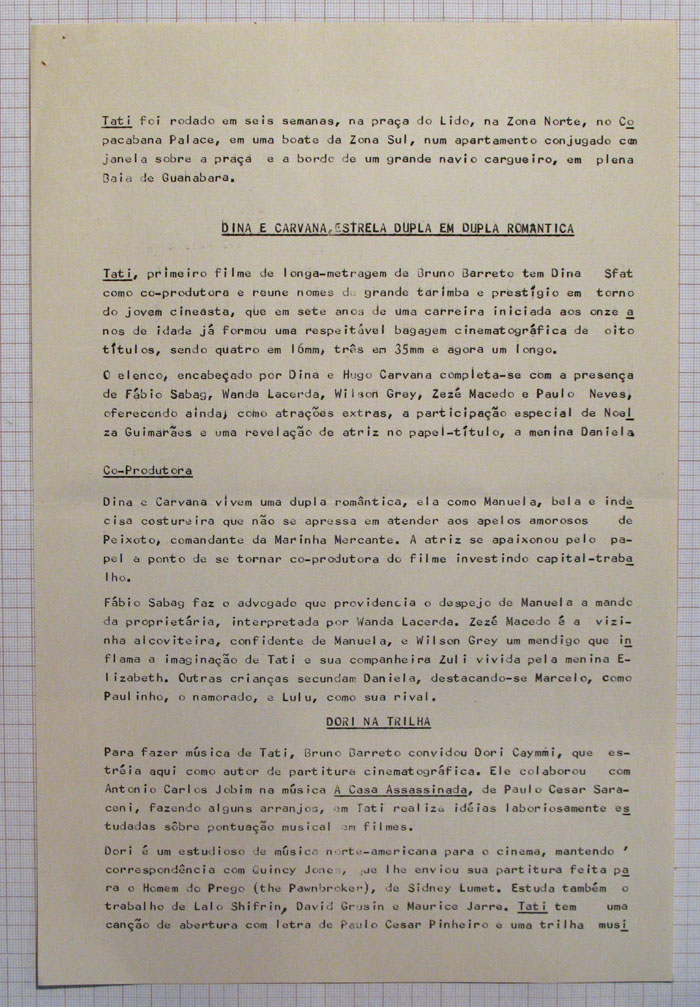 Tati foi rodado em seis semanas, na praça do Lido, na Zona Norte, no Co
pacabana Palace, em uma boate da Zona Sul, num apartamento conjugado com
janela sobre a praça e a bordo de um grande navio cargueiro, em plena
Baia de Guanabara.
DINA E CARVANA, ESTRELA DUPLA EM DUPLA ROMANTICA
Tati, primeiro filme de longa-metragem de Bruno Barreto tem Dina Sfat
como co-produtora e reune nomes de grande tarimba e prestígio em torno
do jovem cineasta, que em sete anos de uma carreira iniciada aos onze a
nos de idade já formou uma respeitável bagagem cinematográfica de oito
títulos, sendo quatro em 16mm, três em 35mm e agora um longo.
O elenco, encabeçado por Dina e Hugo Carvana completa-se com a presença
de Fábio Sabag, Wanda Lacerda, Wilson Grey, Zezé Macedo e Paulo Neves,
oferecendo ainda, como atrações extras, a participação especial de Noel
za Guimarães e uma revelação de atriz no papel-título, a menina Daniela
Co-Produtora
Dina e Carvana vivem uma dupla romântica, ela como Manuela, bela e inde
cisa costureira que não se apressa em atender aos apelos amorosos de
Peixoto, comandante da Marinha Mercante. A atriz se apaixonou pelo pa-
pel a ponto de se tornar co-produtora do filme investindo capital-traba
lho.
Fábio Sabag faz o advogado que providencia o despejo de Manuela a mando
da proprietária, interpretada por Wanda Lacerda. Zezé Macedo é a vizi-
nha alcoviteira, confidente de Manuela, e Wilson Grey um mendigo que in
flama a imaginação de Tati e sua companheira Zuli vivida pela menina E-
lizabeth. Outras crianças secundam Daniela, destacando-se Marcelo, como
Paulinho, o namorado, e Lulu, como sua rival.
DORI NA TRILHA
Para fazer música de Tati, Bruno Barreto convidou Dori Caymmi, que es-
tréia aqui como autor de partitura cinematográfica. Ele colaborou com
Antonio Carlos Jobim na música A Casa Assassinada, de Paulo Cesar Sara-
ceni, fazendo alguns arranjos, em Tati realiza idéias laboriosamente es
tudadas sôbre pontuação musical em filmes.
Dori é um estudioso de música norte-americana para o cinema, mantendo '
correspondência com Quincy Jones, que lhe enviou sua partitura feita pa
ra o Homem do Prego (the Pawnbroker), de Sidney Lumet. Estuda também o
trabalho de Lalo Shifrin, David Grusin e Maurice Jarre. Tati tem uma
canção de abertura com letra de Paulo Cesar Pinheiro e uma trilha musi